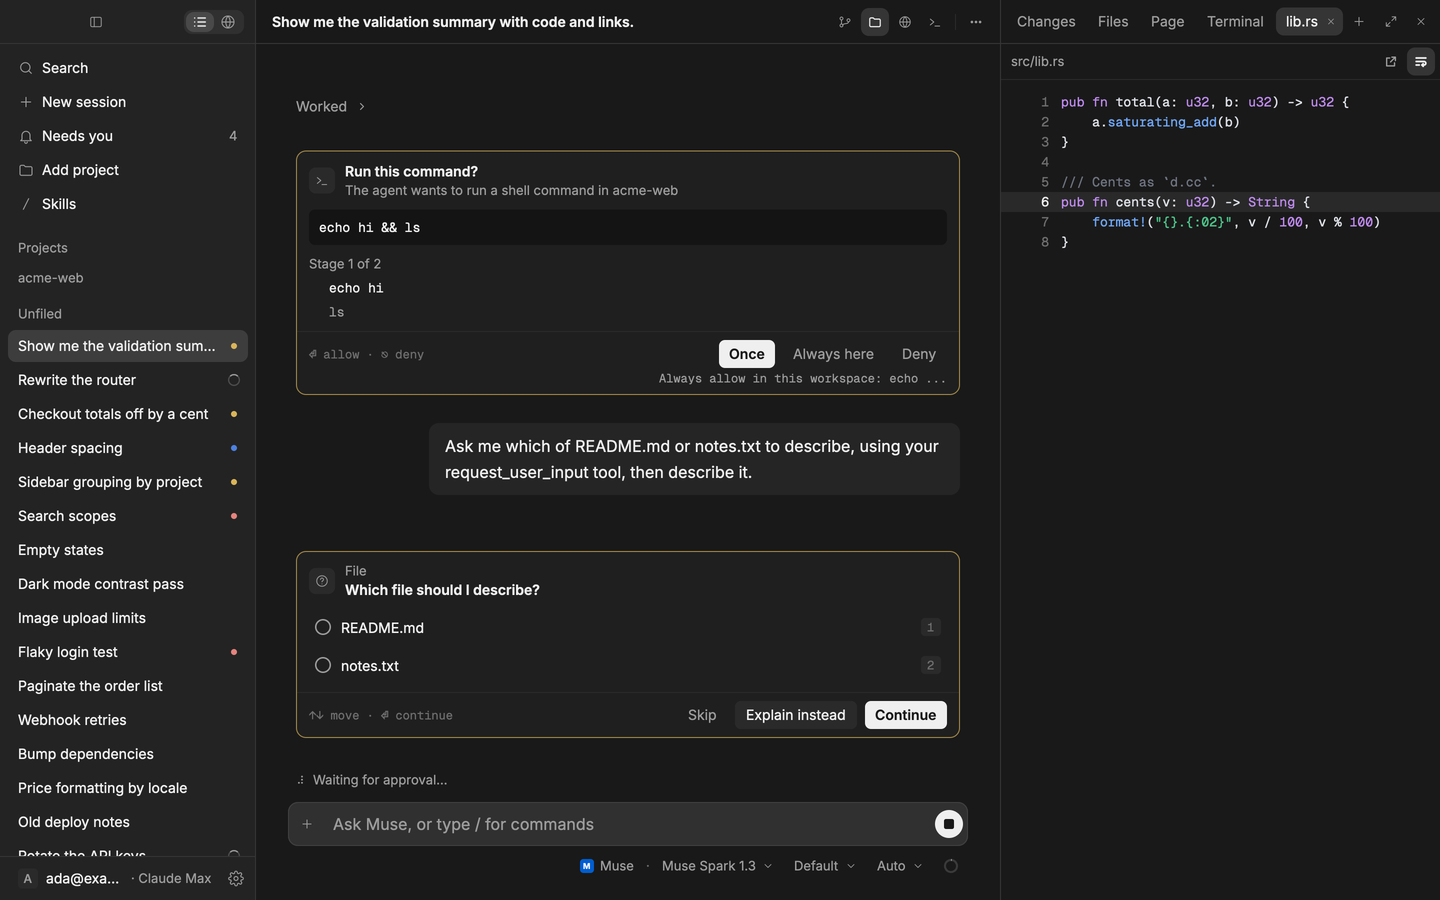 Search
New session
Needs you 4
Add project
Skills
Projects
acme-web
Unfiled
Show me the validation sum...
Rewrite the router
Checkout totals off by a cent
Header spacing
Sidebar grouping by project
Search scopes
Empty states
Dark mode contrast pass
Image upload limits
Flaky login test
Paginate the order list
Webhook retries
Bump dependencies
Price formatting by locale
Old deploy notes
Rotate the API keys
A ada@exa... · Claude Max
Show me the validation summary with code and links.
Worked
Run this command?
The agent wants to run a shell command in acme-web
echo hi && ls
Stage 1 of 2
echo hi
ls
allow · deny
Once Always here Deny
Always allow in this workspace: echo ...
Ask me which of README.md or notes.txt to describe, using your
request_user_input tool, then describe it.
File
Which file should I describe?
README.md 1
notes.txt 2
move · continue
Skip Explain instead Continue
Waiting for approval...
Ask Muse, or type / for commands
M Muse · Muse Spark 1.3 Default Auto
Changes Files Page Terminal lib.rs
src/lib.rs
1 pub fn total(a: u32, b: u32) -> u32 {
2 a.saturating_add(b)
3 }
4
5 /// Cents as `d.cc`.
6 pub fn cents(v: u32) -> String {
7 format!("{}.{:02}", v / 100, v % 100)
8 }